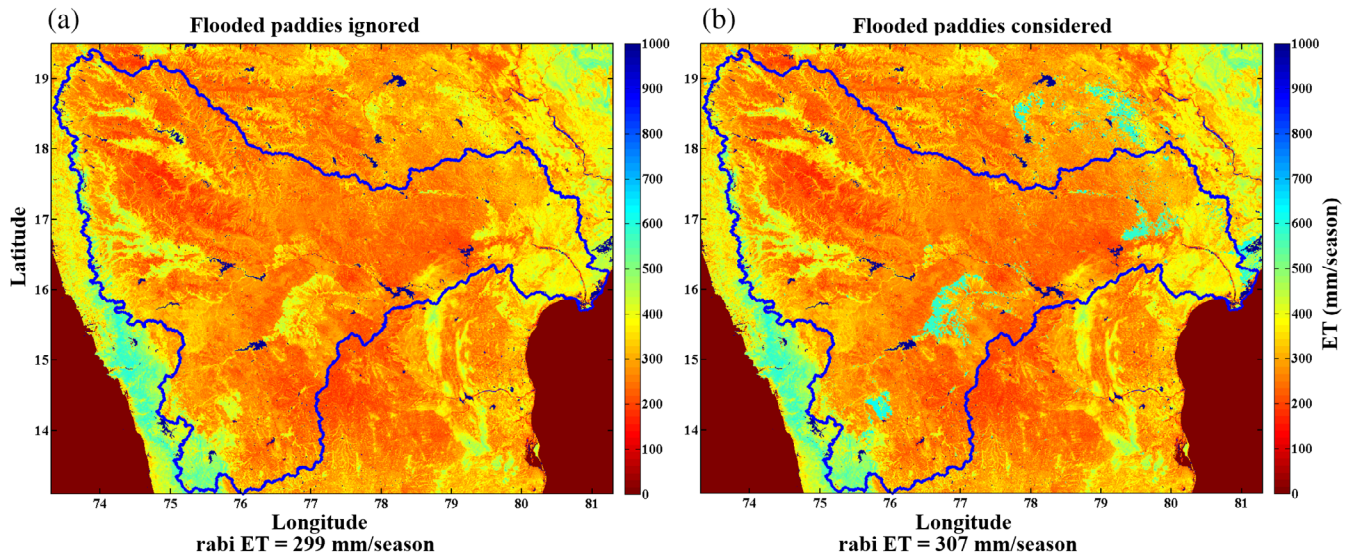 (a)
Flooded paddies ignored
(b)
Flooded paddies considered
19
18
17
16
15
14
Latitude
74 75 76 77 78 79 80 81
Longitude
rabi ET = 299 mm/season
1000
900
800
700
600
500
400
300
200
100
0
19
18
17
16
15
14
74 75 76 77 78 79 80 81
Longitude
rabi ET = 307 mm/season
1000
900
800
700
600
500
400
300
200
100
0
ET (mm/season)